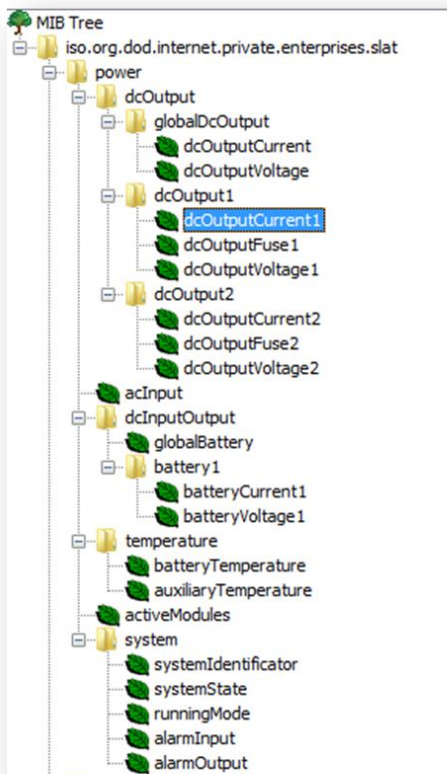 MIB Tree
iso.org.dod.internet.private.enterprises.slat
power
dcOutput
globalDcOutput
dcOutputCurrent
dcOutputVoltage
dcOutput1
dcOutputCurrent1
dcOutputFuse1
dcOutputVoltage1
dcOutput2
dcOutputCurrent2
dcOutputFuse2
dcOutputVoltage2
acInput
dcInputOutput
globalBattery
battery1
batteryCurrent1
batteryVoltage1
temperature
batteryTemperature
auxiliaryTemperature
activeModules
system
systemIdentificator
systemState
runningMode
alarmInput
alarmOutput